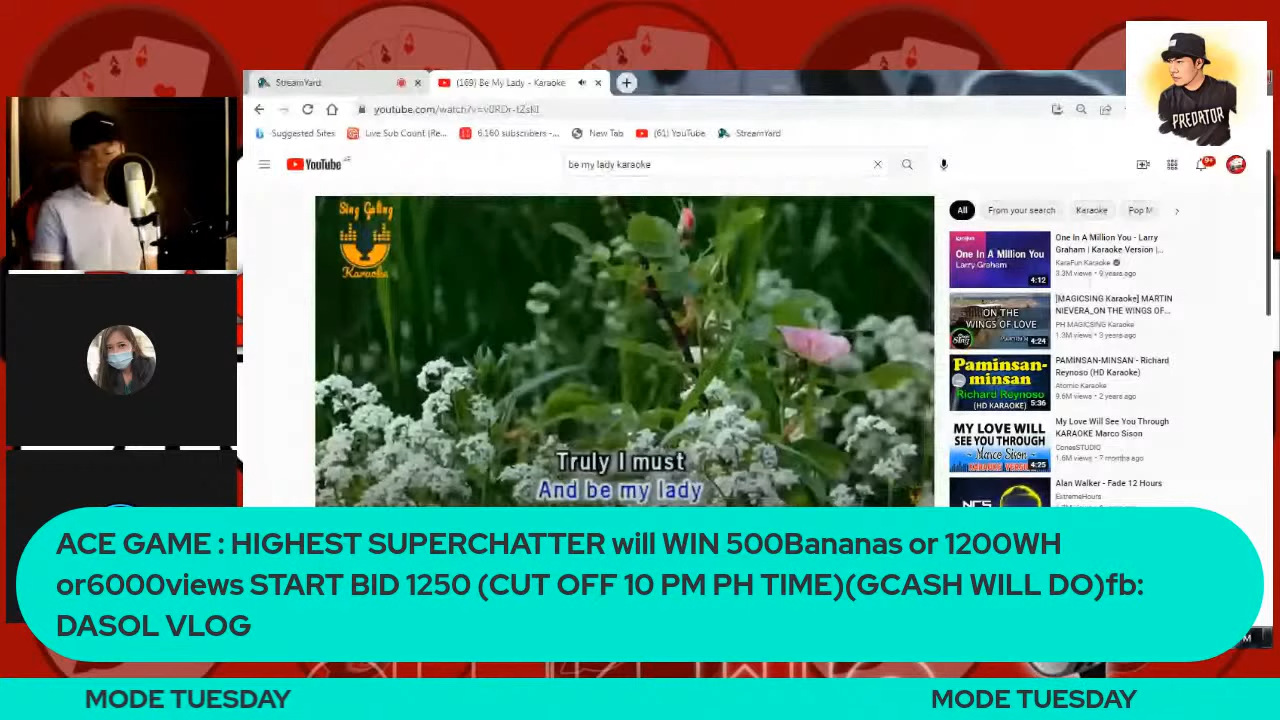 StreamYard
(169) Be My Lady - Karaoke
youtube.com/watch?v=v0RDr-tZsKI
Suggested Sites
Live Sub Count (Re...
6,160 subscribers -...
New Tab
(61) YouTube
StreamYard
YouTube
be my lady karaoke
9+
PREDATOR
Sing Galing
Karaoke
Truly I must
And be my lady
All
From your search
Karaoke
Pop M
One In A Million You
Larry Graham
4:12
One In A Million You - Larry
Graham | Karaoke Version |...
KaraFun Karaoke
3.3M views • 9 years ago
ON THE
WINGS OF LOVE
4:24
[MAGICSING Karaoke] MARTIN
NIEVERA_ON THE WINGS OF...
PH MAGICSING Karaoke
1.3M views • 3 years ago
Paminsan-
minsan
Richard Reynoso
(HD KARAOKE)
5:36
PAMINSAN-MINSAN - Richard
Reynoso (HD Karaoke)
Atomic Karaoke
9.6M views • 2 years ago
MY LOVE WILL
SEE YOU THROUGH
Marco Sison
4:25
My Love Will See You Through
KARAOKE Marco Sison
ConesSTUDIO
1.6M views • 7 months ago
NCS
Alan Walker - Fade 12 Hours
ExtremeHours
ACE GAME : HIGHEST SUPERCHATTER will WIN 500Bananas or 1200WH
or6000views START BID 1250 (CUT OFF 10 PM PH TIME)(GCASH WILL DO)fb:
DASOL VLOG
MODE TUESDAY
MODE TUESDAY